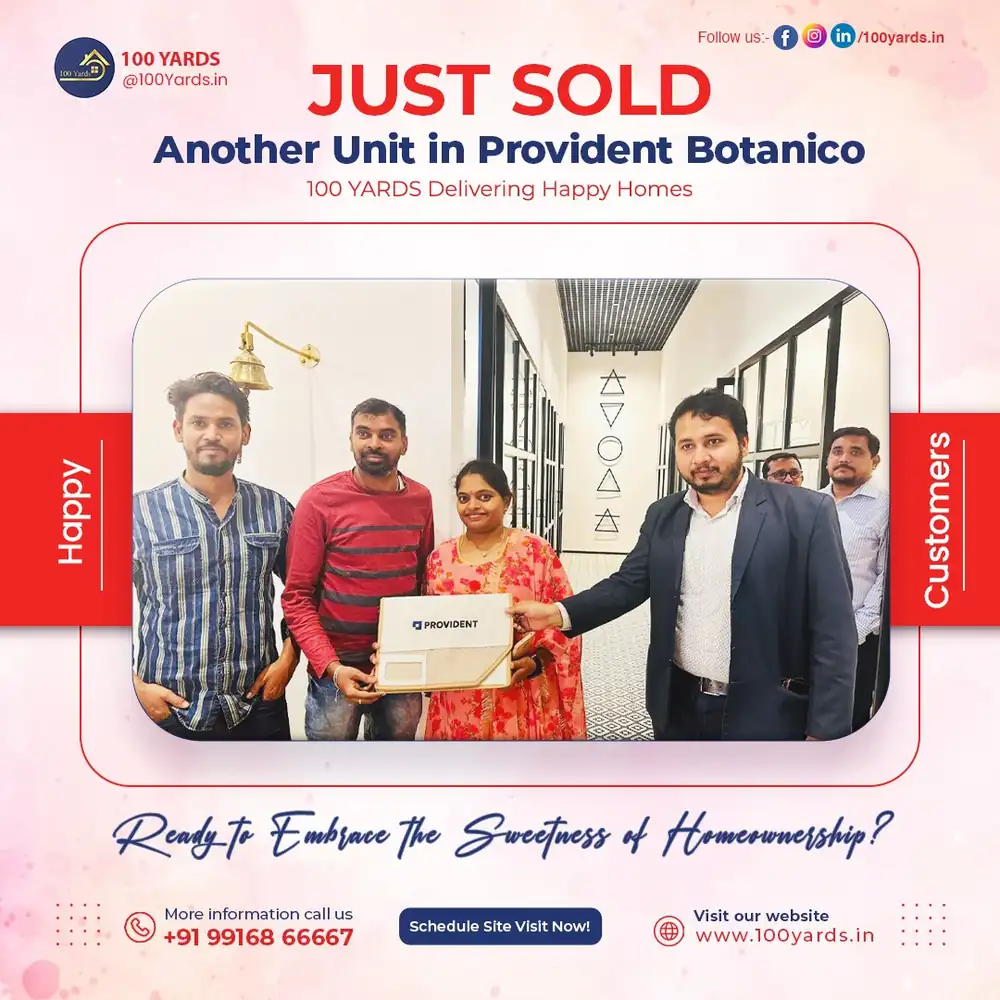 100 Yards
100 YARDS
@100Yards.in
Follow us:- /100yards.in
JUST SOLD
Another Unit in Provident Botanico
100 YARDS Delivering Happy Homes
Happy
PROVIDENT
Customers
Ready to Embrace the Sweetness of Homeownership?
More information call us
+91 99168 66667
Schedule Site Visit Now!
Visit our website
www.100yards.in